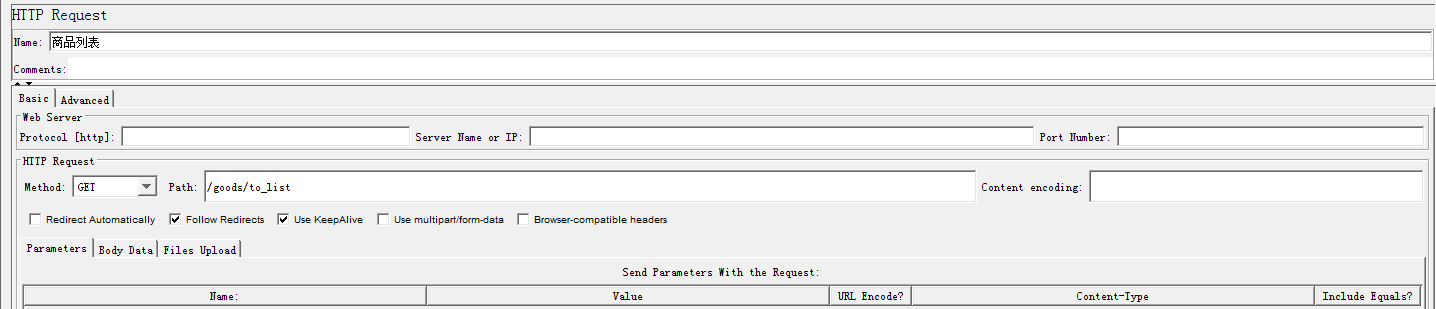 HTTP Request
Name: 商品列表
Comments:
Basic Advanced
Web Server
Protocol [http]: Server Name or IP: Port Number:
HTTP Request
Method: GET Path: /goods/to_list Content encoding:
Redirect Automatically Follow Redirects Use KeepAlive Use multipart/form-data Browser-compatible headers
Parameters Body Data Files Upload
Send Parameters With the Request:
Name: Value URL Encode? Content-Type Include Equals?